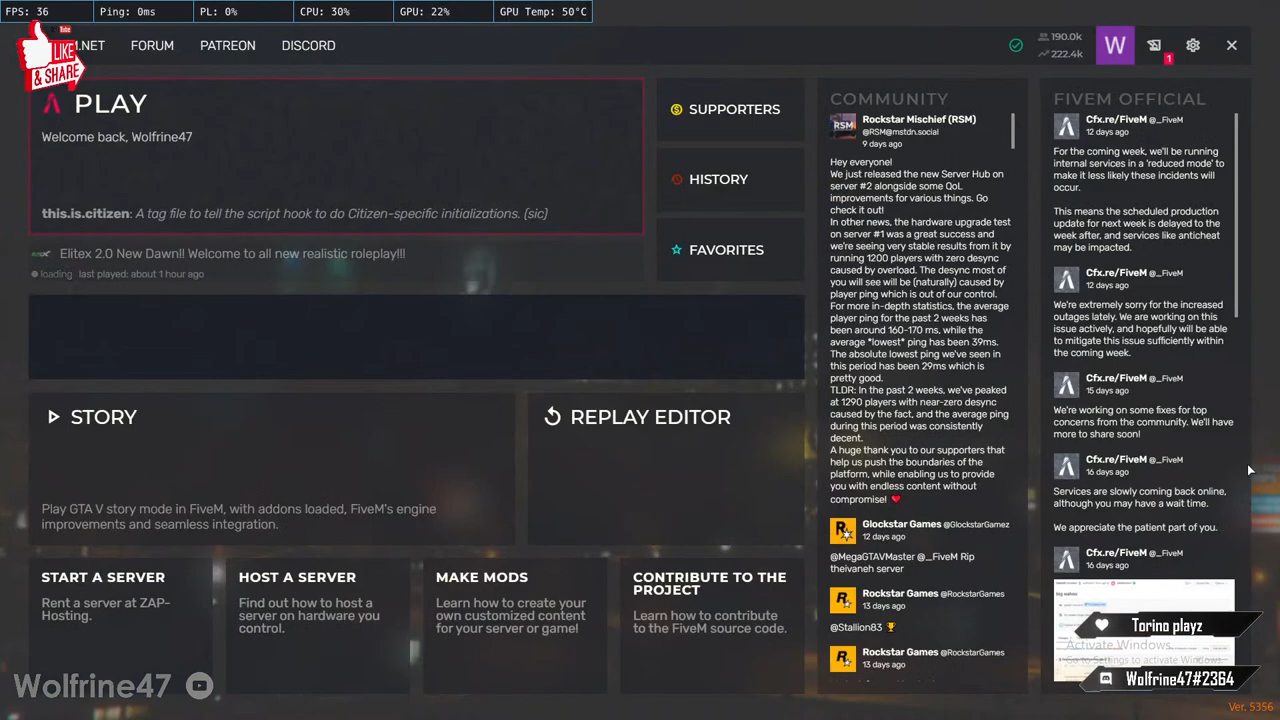 FPS: 36
Ping: 0ms
PL: 0%
CPU: 30%
GPU: 22%
GPU Temp: 50°C
You Tube
LIKE
& SHARE
.NET
FORUM
PATREON
DISCORD
190.0k
222.4k
W
1
PLAY
Welcome back, Wolfrine47
this.is.citizen: A tag file to tell the script hook to do Citizen-specific initializations. (sic)
Elitex 2.0 New Dawn!! Welcome to all new realistic roleplay!!!
loading last played: about 1 hour ago
SUPPORTERS
HISTORY
FAVORITES
STORY
Play GTA V story mode in FiveM, with addons loaded, FiveM's engine
improvements and seamless integration.
REPLAY EDITOR
START A SERVER
Rent a server at ZAP-
Hosting.
HOST A SERVER
Find out how to host a
server on hardware you
control.
MAKE MODS
Learn how to create your
own customized content
for your server or game!
CONTRIBUTE TO THE
PROJECT
Learn how to contribute
to the FiveM source code.
COMMUNITY
RSM
Rockstar Mischief (RSM)
@RSM@mstdn.social
9 days ago
Hey everyone!
We just released the new Server Hub on
server #2 alongside some QoL
improvements for various things. Go
check it out!
In other news, the hardware upgrade test
on server #1 was a great success and
we're seeing very stable results from it by
running 1200 players with zero desync
caused by overload. The desync most of
you will see will be (naturally) caused by
player ping which is out of our control.
For more in-depth statistics, the average
player ping for the past 2 weeks has
been around 160-170 ms, while the
average *lowest* ping has been 39ms.
The absolute lowest ping we've seen in
this period has been 29ms which is
pretty good.
TLDR: In the past 2 weeks, we've peaked
at 1290 players with near-zero desync
caused by the fact, and the average ping
during this period was consistently
decent.
A huge thank you to our supporters that
help us push the boundaries of the
platform, while enabling us to provide
you with endless content without
compromise! ❤️
Glockstar Games @GlockstarGamez
12 days ago
@MegaGTAVMaster @_FiveM Rip
theivaneh server
Rockstar Games @RockstarGames
13 days ago
@Stallion83 🏆
Rockstar Games @RockstarGames
13 days ago
FIVEM OFFICIAL
Cfx.re/FiveM @_FiveM
12 days ago
For the coming week, we'll be running
internal services in a 'reduced mode' to
make it less likely these incidents will
occur.
This means the scheduled production
update for next week is delayed to the
week after, and services like anticheat
may be impacted.
Cfx.re/FiveM @_FiveM
12 days ago
We're extremely sorry for the increased
outages lately. We are working on this
issue actively, and hopefully will be able
to mitigate this issue sufficiently within
the coming week.
Cfx.re/FiveM @_FiveM
15 days ago
We're working on some fixes for top
concerns from the community. We'll have
more to share soon!
Cfx.re/FiveM @_FiveM
16 days ago
Services are slowly coming back online,
although you may have a wait time.
We appreciate the patient part of you.
Cfx.re/FiveM @_FiveM
16 days ago
Torino playz
Activate Windows
Go to Settings to activate Windows.
Wolfrine47#2364
Wolfrine47
Ver. 5356